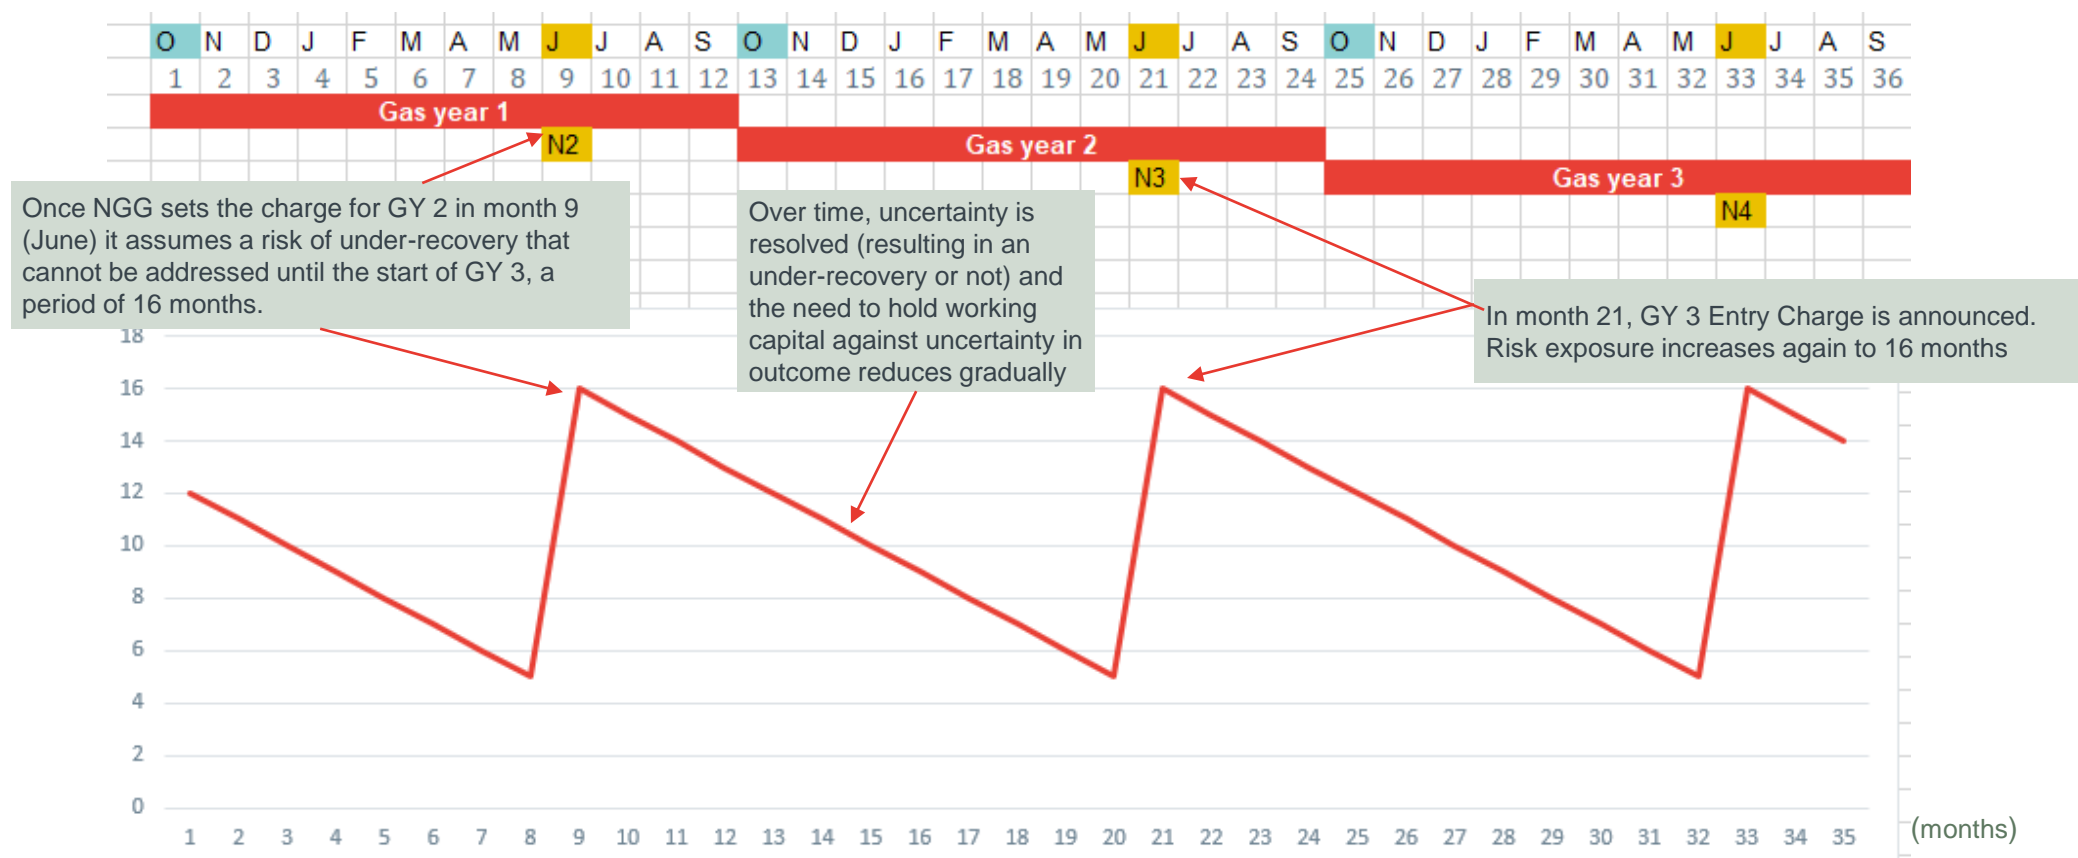 O N D J F M A M J J A S O N D J F M A M J J A S O N D J F M A M J J A S
1 2 3 4 5 6 7 8 9 10 11 12 13 14 15 16 17 18 19 20 21 22 23 24 25 26 27 28 29 30 31 32 33 34 35 36
Gas year 1
N2
Gas year 2
N3
Gas year 3
N4
Once NGG sets the charge for GY 2 in month 9
(June) it assumes a risk of under-recovery that
cannot be addressed until the start of GY 3, a
period of 16 months.
Over time, uncertainty is
resolved (resulting in an
under-recovery or not) and
the need to hold working
capital against uncertainty in
outcome reduces gradually
In month 21, GY 3 Entry Charge is announced.
Risk exposure increases again to 16 months
18
16
14
12
10
8
6
4
2
0
1 2 3 4 5 6 7 8 9 10 11 12 13 14 15 16 17 18 19 20 21 22 23 24 25 26 27 28 29 30 31 32 33 34 35
(months)